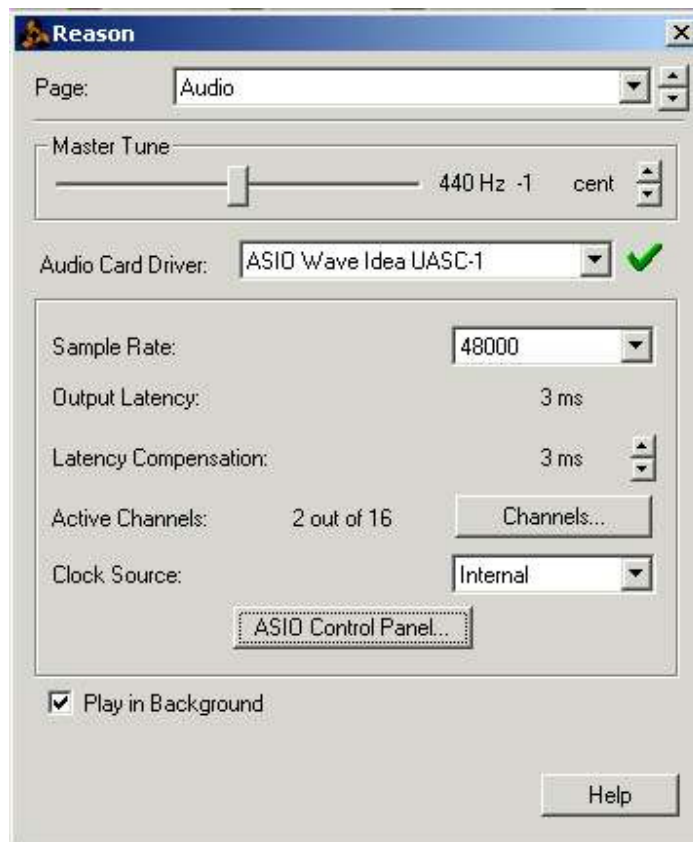 Reason
Page: Audio
Master Tune
440 Hz -1 cent
Audio Card Driver: ASIO Wave Idea UASC-1
Sample Rate: 48000
Output Latency: 3 ms
Latency Compensation: 3 ms
Active Channels: 2 out of 16 Channels...
Clock Source: Internal
ASIO Control Panel...
Play in Background
Help